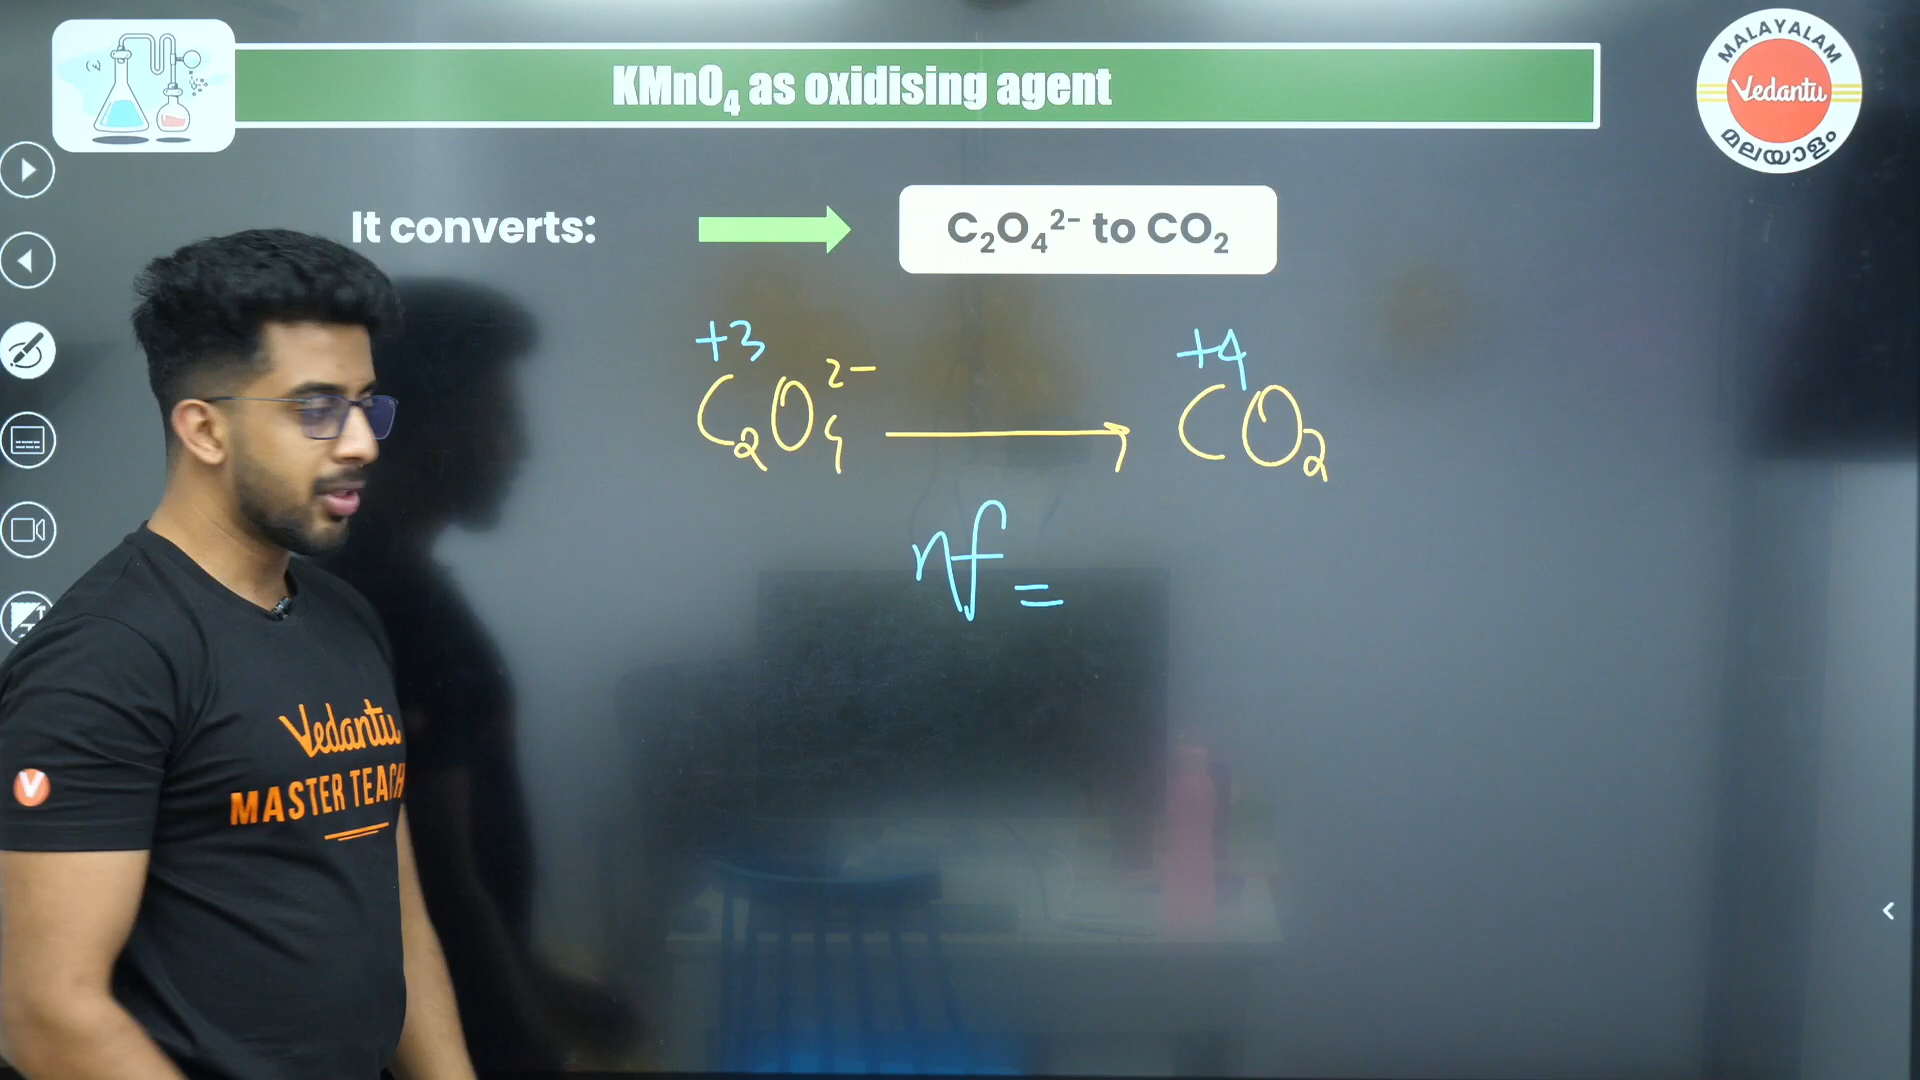 KMnO₄ as oxidising agent
MALAYALAM
Vedantu
മലയാളം
It converts:
C₂O₄²⁻ to CO₂
+3
+4
C₂O₄²⁻ → CO₂
nf =
Vedantu
MASTER TEACH
V